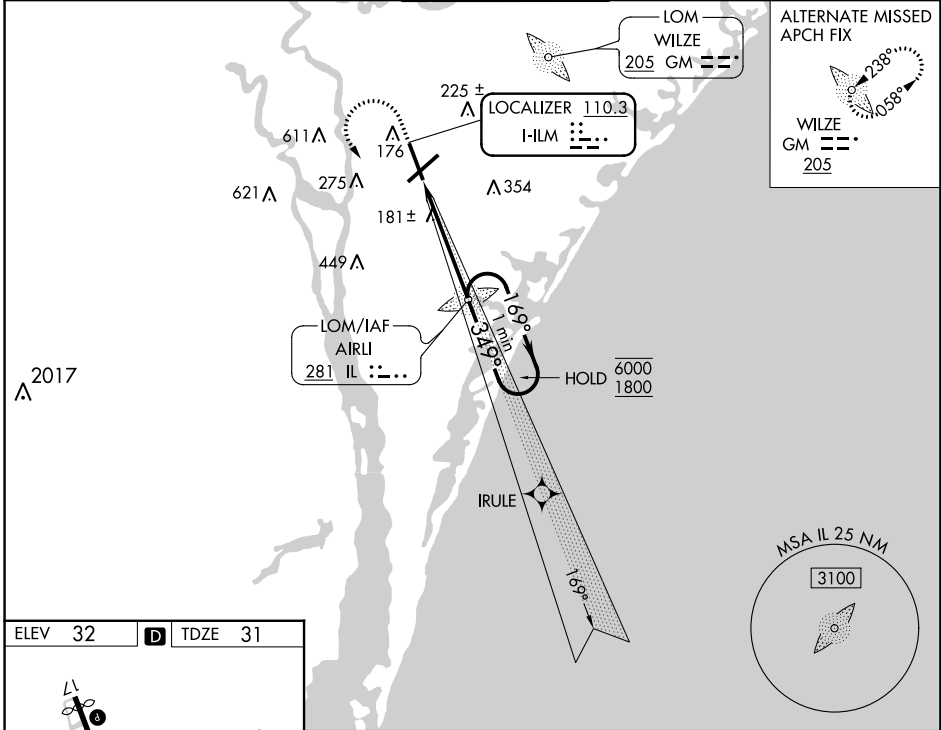 LOM
WILZE
205 GM
ALTERNATE MISSED
APCH FIX
238°
058°
WILZE
GM
205
225 ±
LOCALIZER 110.3
I-ILM
611
176
275
621
354
181 ±
449
LOM/IAF
AIRLI
281 IL
169°
1 min
349°
HOLD 6000
1800
2017
IRULE
169°
MSA IL 25 NM
3100
ELEV 32 D TDZE 31
17
P